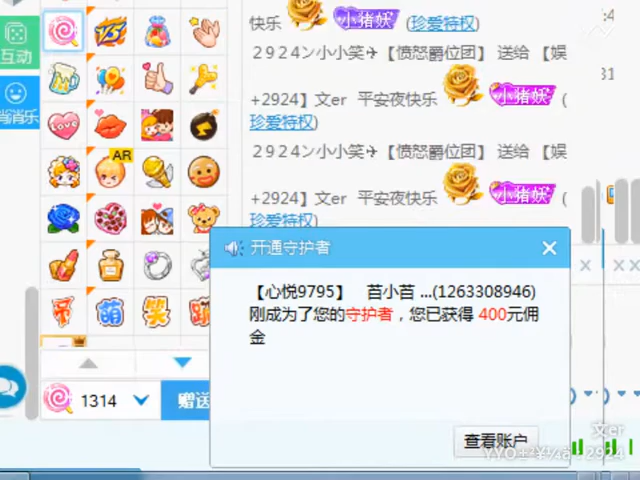 快乐 小猪妖 (珍爱特权)
2924ン小小笑✈【愤怒爵位团】 送给 【娱
+2924】文er 平安夜快乐 小猪妖 (
珍爱特权)
2924ン小小笑✈【愤怒爵位团】 送给 【娱
+2924】文er 平安夜快乐 小猪妖 (
珍爱特权)
互动
AR
Love
萌
笑
开通守护者
【心悦9795】 苩小苩 ...(1263308946)
刚成为了您的守护者，您已获得 400元佣
金
查看账户
1314
赠送
文er